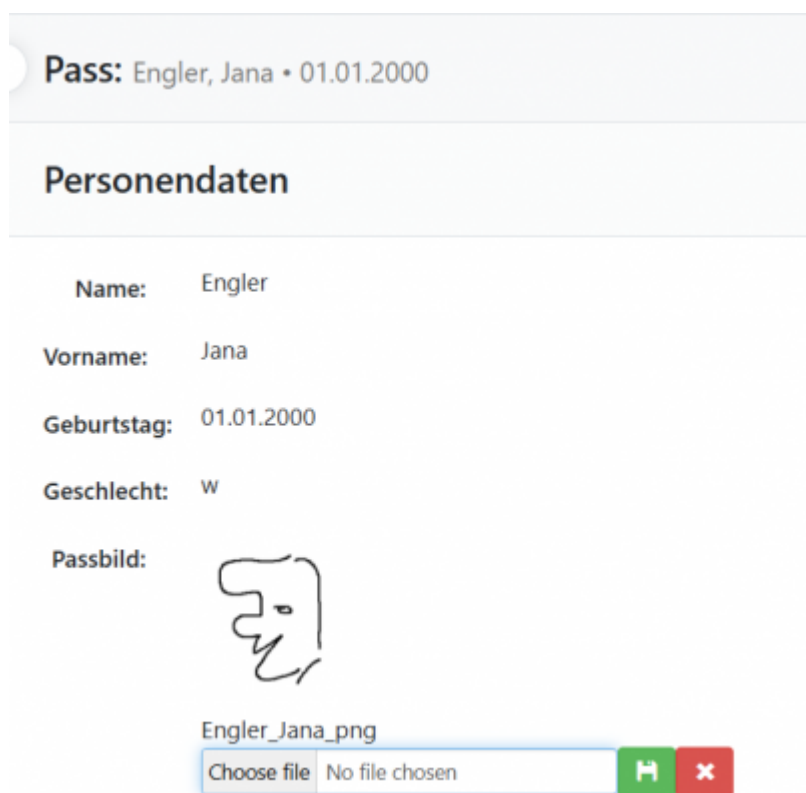 Pass: Engler, Jana • 01.01.2000
Personendaten
Name: Engler
Vorname: Jana
Geburtstag: 01.01.2000
Geschlecht: w
Passbild:
Engler_Jana_png
Choose file No file chosen